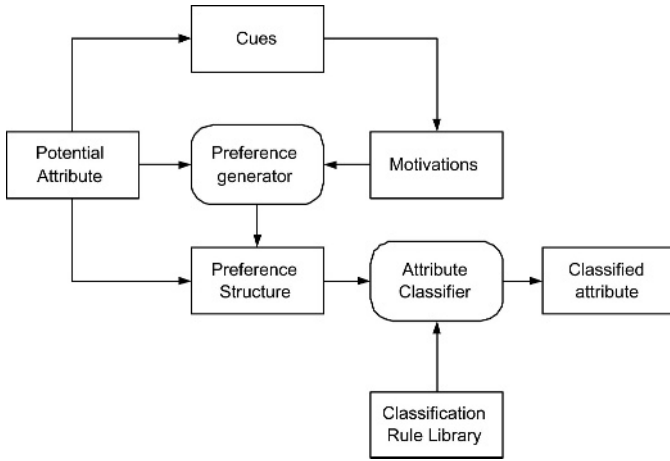 Cues
Potential
Attribute
Preference
generator
Motivations
Preference
Structure
Attribute
Classifier
Classified
attribute
Classification
Rule Library